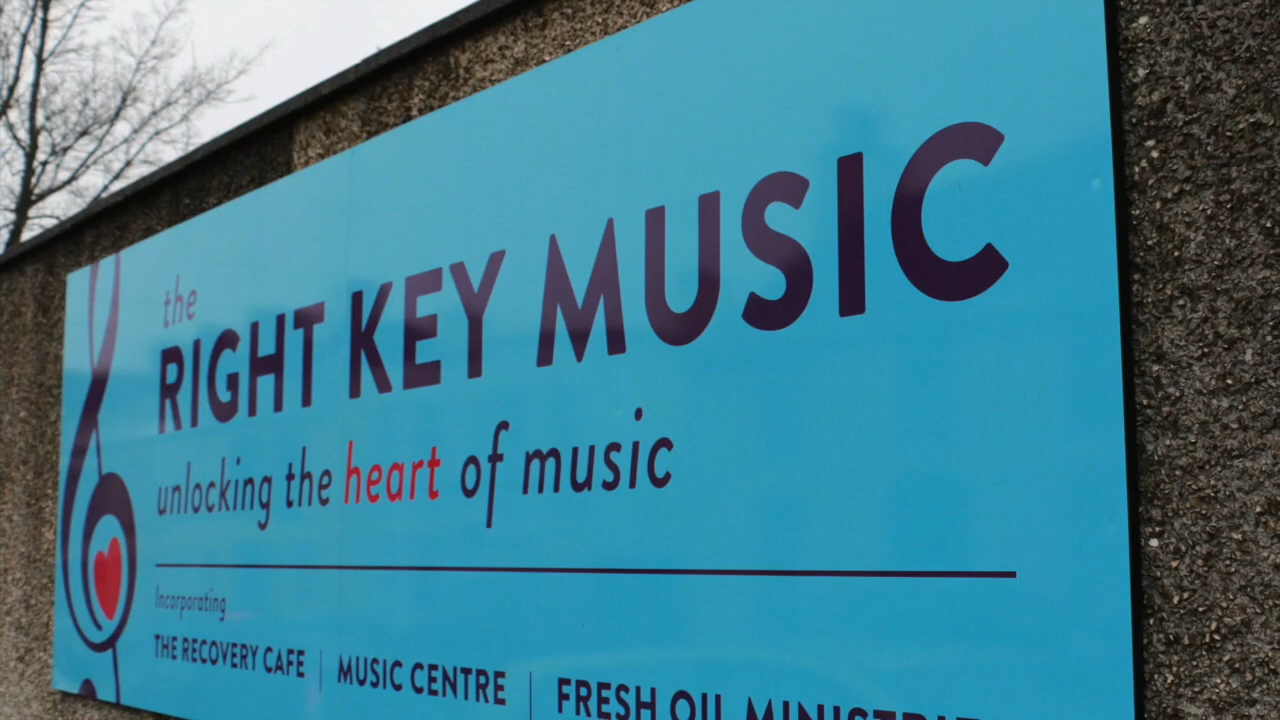 the
RIGHT KEY MUSIC
unlocking the heart of music
Incorporating
THE RECOVERY CAFE | MUSIC CENTRE | FRESH OIL